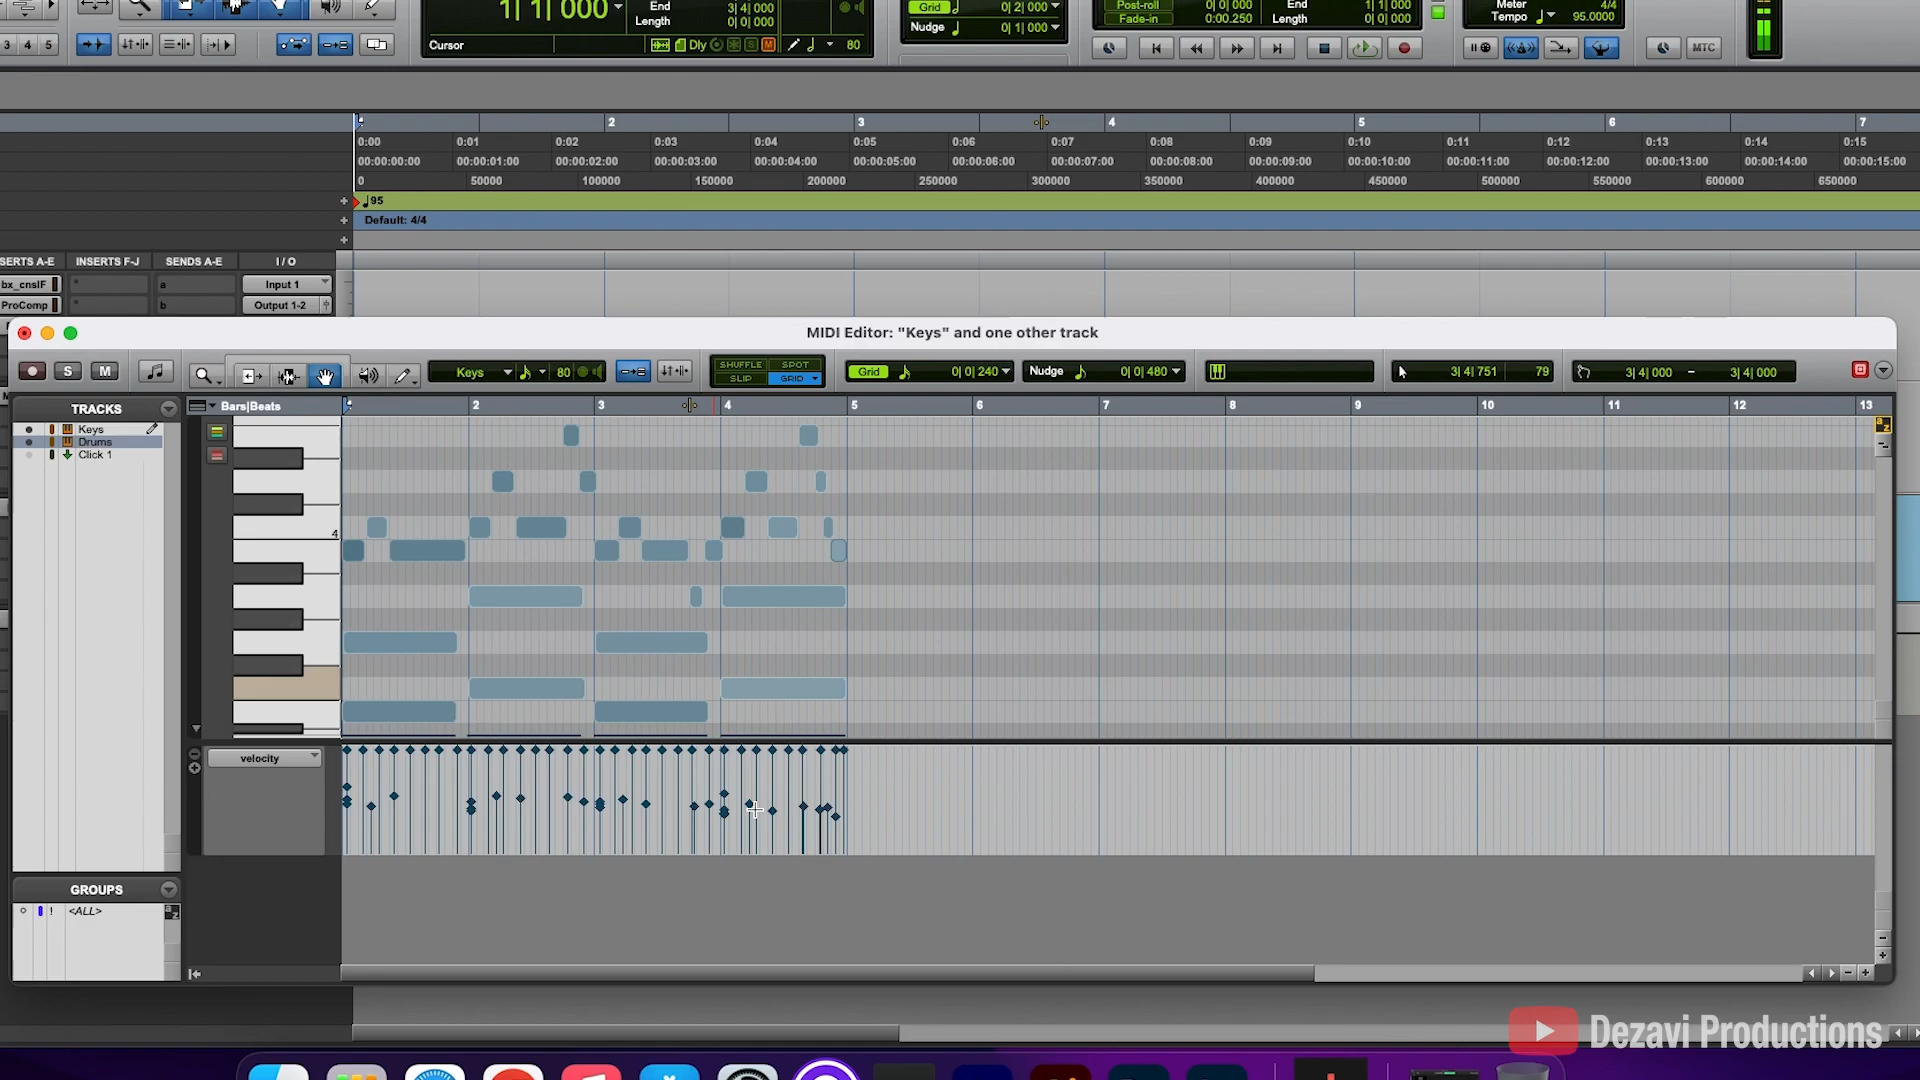 1| 1| 000
End 3| 4| 000
Length 0| 0| 000
Grid 0| 2| 000
Nudge 0| 1| 000
Post-roll 0| 0| 000
Fade-in 0:00.250
End 1| 1| 000
Length 0| 0| 000
Meter 4/4
Tempo 95.0000
3 4 5
Cursor
Dly
S
M
80
MTC
2 3 4 5 6 7
0:00 0:01 0:02 0:03 0:04 0:05 0:06 0:07 0:08 0:09 0:10 0:11 0:12 0:13 0:14 0:15
00:00:00:00 00:00:01:00 00:00:02:00 00:00:03:00 00:00:04:00 00:00:05:00 00:00:06:00 00:00:07:00 00:00:08:00 00:00:09:00 00:00:10:00 00:00:11:00 00:00:12:00 00:00:13:00 00:00:14:00 00:00:15:00
0 50000 100000 150000 200000 250000 300000 350000 400000 450000 500000 550000 600000 650000
95
Default: 4/4
SERTS A-E INSERTS F-J SENDS A-E I / O
bx_cnslF a Input 1
ProComp b Output 1-2
MIDI Editor: "Keys" and one other track
S M Keys 80
SHUFFLE SPOT
SLIP GRID
Grid 0| 0| 240 Nudge 0| 0| 480
3| 4| 751 79
3| 4| 000 - 3| 4| 000
TRACKS
Bars|Beats 2 3 4 5 6 7 8 9 10 11 12 13
Keys
Drums
Click 1
4
velocity
GROUPS
! <ALL>
Dezavi Productions